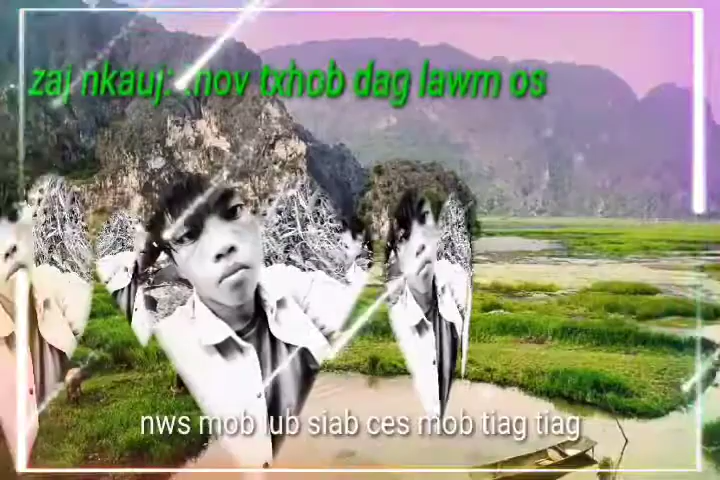 zaj nkauj: nov txhob dag lawm os
nws mob lub siab ces mob tiag tiag